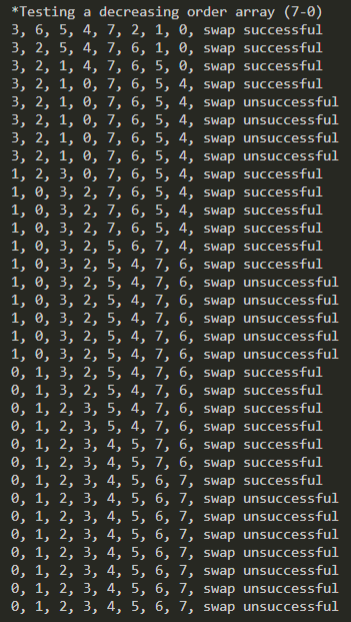 *Testing a decreasing order array (7-0)
3, 6, 5, 4, 7, 2, 1, 0, swap successful
3, 2, 5, 4, 7, 6, 1, 0, swap successful
3, 2, 1, 4, 7, 6, 5, 0, swap successful
3, 2, 1, 0, 7, 6, 5, 4, swap successful
3, 2, 1, 0, 7, 6, 5, 4, swap unsuccessful
3, 2, 1, 0, 7, 6, 5, 4, swap unsuccessful
3, 2, 1, 0, 7, 6, 5, 4, swap unsuccessful
3, 2, 1, 0, 7, 6, 5, 4, swap unsuccessful
1, 2, 3, 0, 7, 6, 5, 4, swap successful
1, 0, 3, 2, 7, 6, 5, 4, swap successful
1, 0, 3, 2, 7, 6, 5, 4, swap successful
1, 0, 3, 2, 7, 6, 5, 4, swap successful
1, 0, 3, 2, 5, 6, 7, 4, swap successful
1, 0, 3, 2, 5, 4, 7, 6, swap successful
1, 0, 3, 2, 5, 4, 7, 6, swap unsuccessful
1, 0, 3, 2, 5, 4, 7, 6, swap unsuccessful
1, 0, 3, 2, 5, 4, 7, 6, swap unsuccessful
1, 0, 3, 2, 5, 4, 7, 6, swap unsuccessful
1, 0, 3, 2, 5, 4, 7, 6, swap unsuccessful
0, 1, 3, 2, 5, 4, 7, 6, swap successful
0, 1, 3, 2, 5, 4, 7, 6, swap successful
0, 1, 2, 3, 5, 4, 7, 6, swap successful
0, 1, 2, 3, 5, 4, 7, 6, swap successful
0, 1, 2, 3, 4, 5, 7, 6, swap successful
0, 1, 2, 3, 4, 5, 7, 6, swap successful
0, 1, 2, 3, 4, 5, 6, 7, swap successful
0, 1, 2, 3, 4, 5, 6, 7, swap unsuccessful
0, 1, 2, 3, 4, 5, 6, 7, swap unsuccessful
0, 1, 2, 3, 4, 5, 6, 7, swap unsuccessful
0, 1, 2, 3, 4, 5, 6, 7, swap unsuccessful
0, 1, 2, 3, 4, 5, 6, 7, swap unsuccessful
0, 1, 2, 3, 4, 5, 6, 7, swap unsuccessful
0, 1, 2, 3, 4, 5, 6, 7, swap unsuccessful